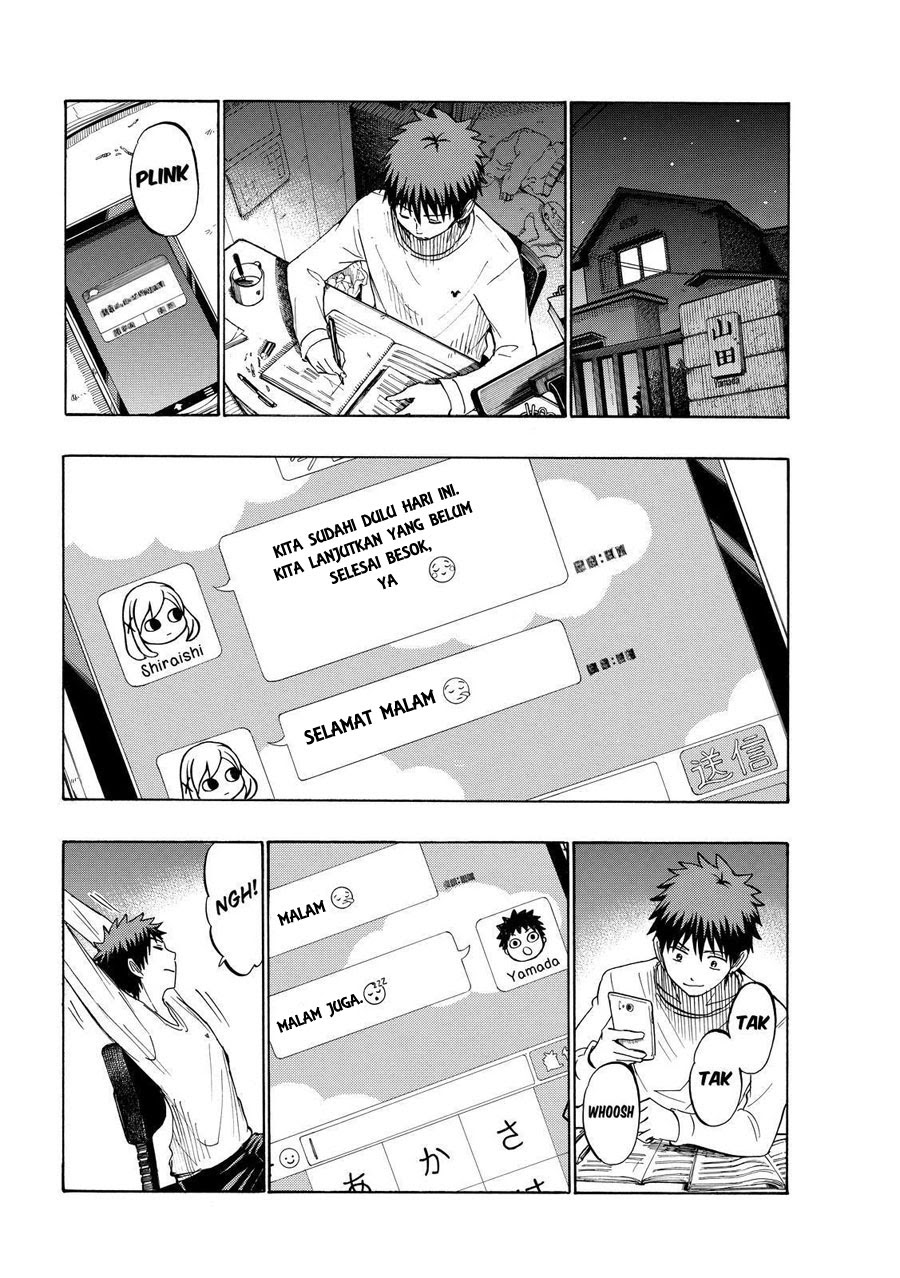 山田
PLINK
KITA SUDAHI DULU HARI INI.
KITA LANJUTKAN YANG BELUM
SELESAI BESOK,
YA
Shiraishi
SELAMAT MALAM
送信
TAK
TAK
WHOOSH
MALAM
Yamada
MALAM JUGA.
あ
か
さ
NGH!